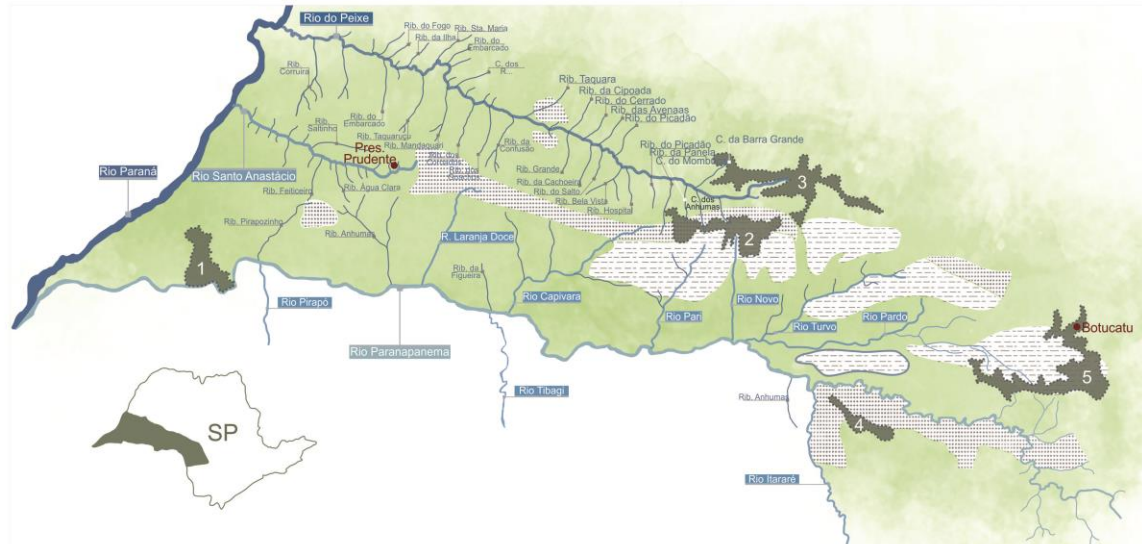 Rio do Peixe
Rib. do Fogo
Rib. Sta. Maria
Rib. da Ilha
Rib. do
Embarcado
Rib.
Corruira
C. dos
R...
Rib. Taquara
Rib. da Cipoada
Rib. do Cerrado
Rib. das Avenaas
Rib. do Picadão
Rib.
Saltinho
Rib. do
Embarcado
Rib. Taquaruçu
Rib. Mandaquari
Rib. da
Confusão
Rib. do Picadão
C. da Barra Grande
Rib. da Panela
C. do Mombu
Pres.
Prudente
Rio Paraná
Rio Santo Anastácio
Rib. Feiticeiro
Rib. Água Clara
Rib. Grande
Rib. da Cachoeira
Rib. do Salto
Rib. Bela Vista
Rib. Hospital
C. dos
Anhumas
3
Rib. Pirapozinho
Rib. Anhumas
R. Laranja Doce
2
1
Rib. da
Figueira
Rio Pirapó
Rio Capivara
Rio Pari
Rio Novo
Rio Turvo
Rio Pardo
Botucatu
Rio Paranapanema
5
Rio Tibagi
Rib. Anhumas
4
SP
Rio Itararé